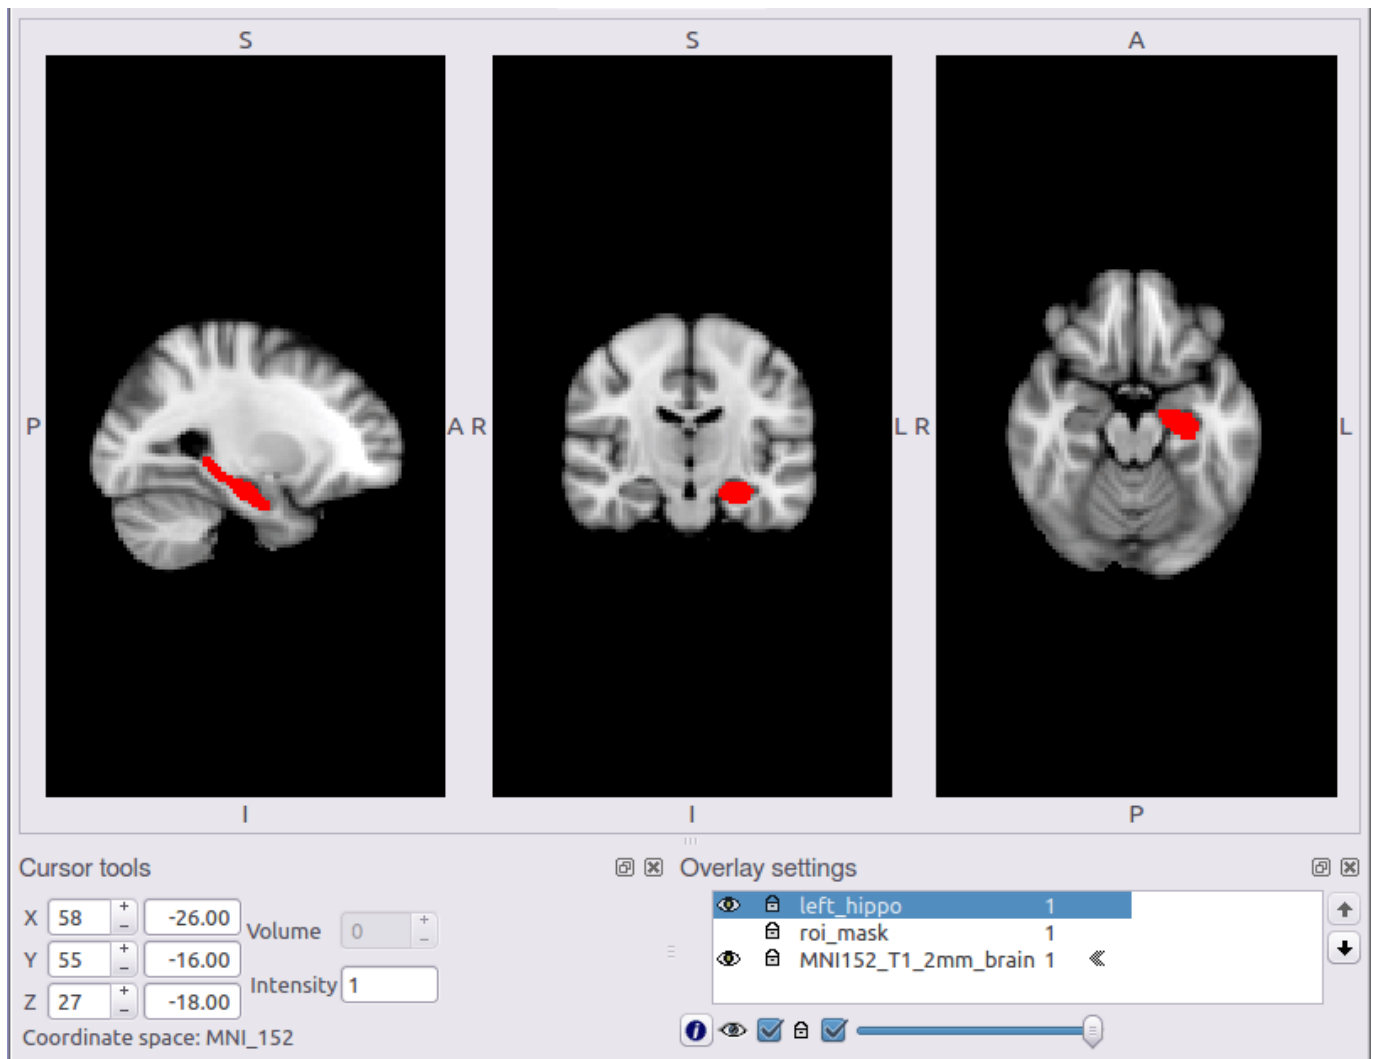 S S A
P A R L R L
I I P
Cursor tools
Overlay settings
X 58 + - -26.00
Volume 0 + -
Y 55 + - -16.00
Intensity 1
Z 27 + - -18.00
Coordinate space: MNI_152
left_hippo 1
roi_mask 1
MNI152_T1_2mm_brain 1